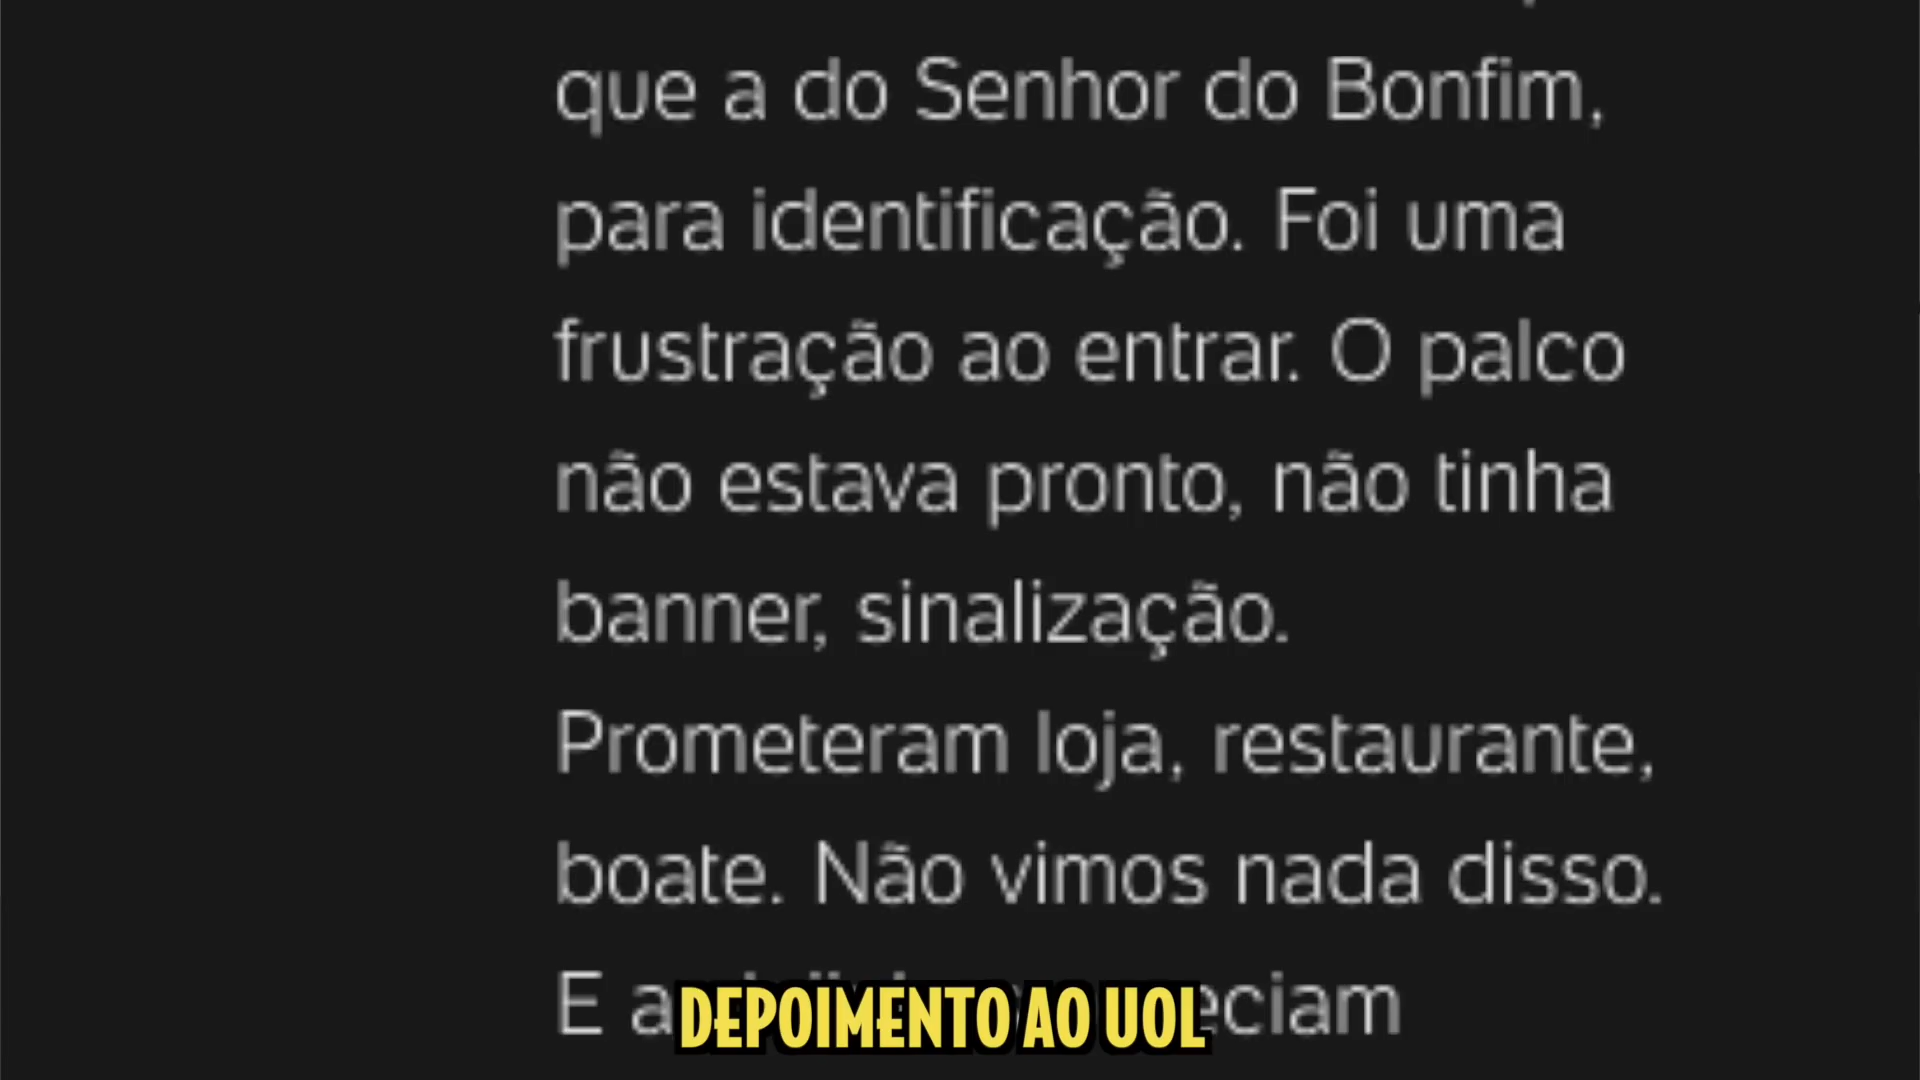 que a do Senhor do Bonfim,
para identificação. Foi uma
frustração ao entrar. O palco
não estava pronto, não tinha
banner, sinalização.
Prometeram loja, restaurante,
boate. Não vimos nada disso.
E
DEPOIMENTO AO UOL